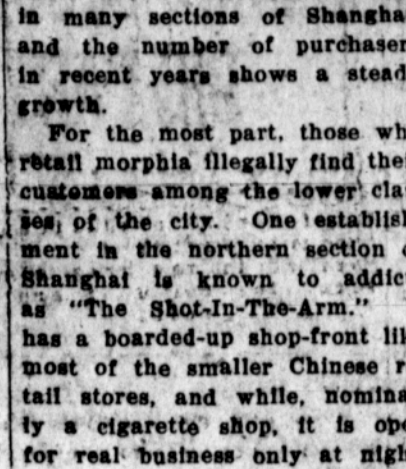 in many sections of Shangha
and the number of purchaser
in recent years shows a stead
growth.
For the most part, those wh
retail morphia illegally find the
customers among the lower clas
ses, of the city. One establis
ment in the northern section
Shanghai is known to addic
as "The Shot-In-The-Arm."
has a boarded-up shop-front lik
most of the smaller Chinese r
tail stores, and while, nomina
ly a cigarette shop, it is ope
for real business only at nigh